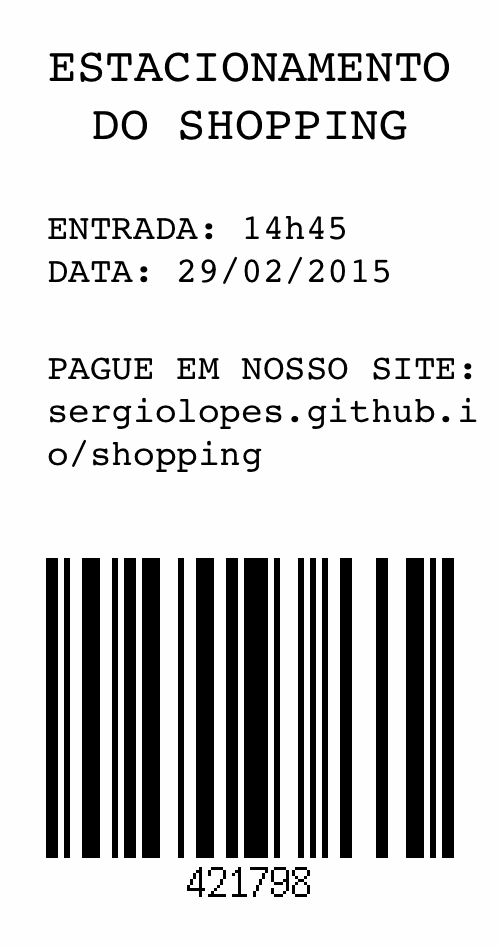 ESTACIONAMENTO
DO SHOPPING
ENTRADA: 14h45
DATA: 29/02/2015
PAGUE EM NOSSO SITE:
sergiolopes.github.i
o/shopping
421798